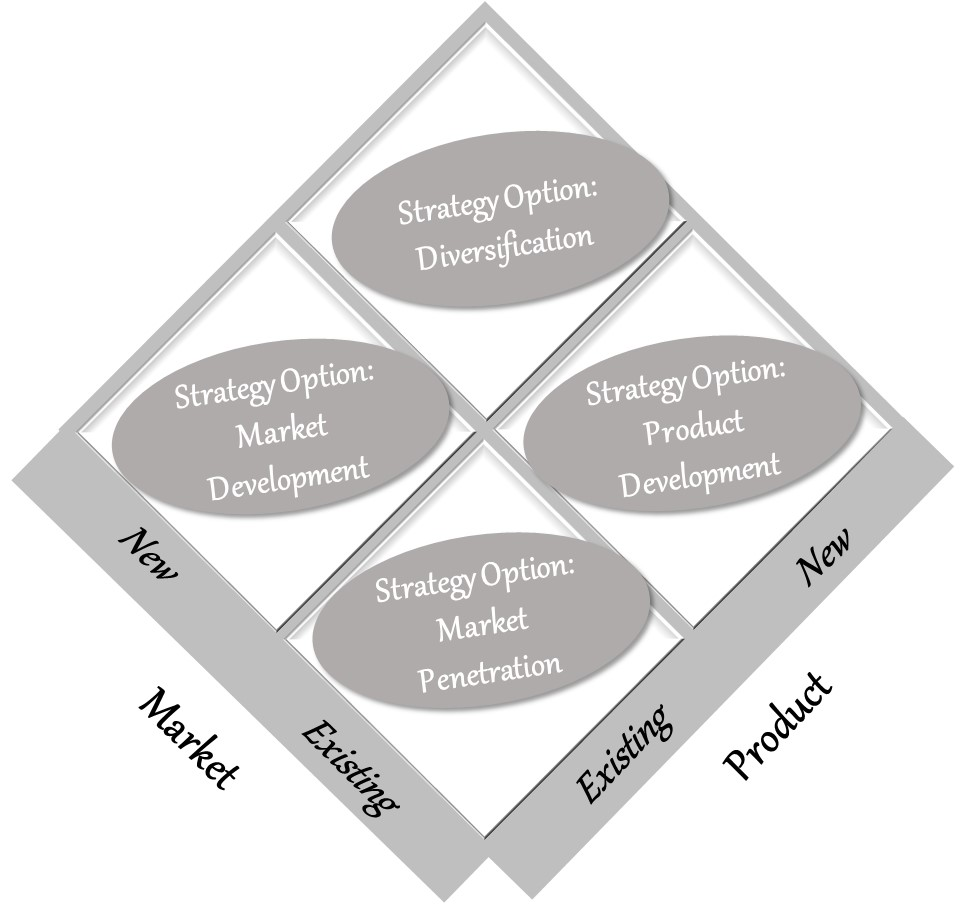 Strategy Option:
Diversification
Strategy Option:
Market
Development
Strategy Option:
Product
Development
Strategy Option:
Market
Penetration
New
Existing
Market
Existing
New
Product